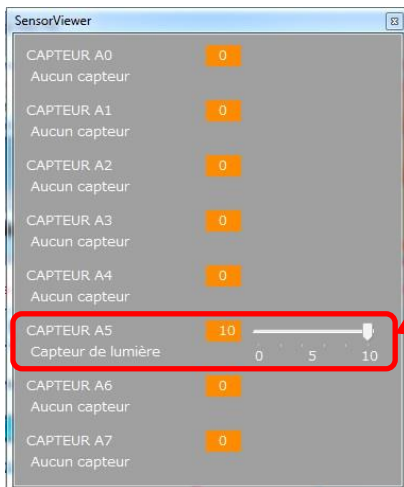 SensorViewer
CAPTEUR A0 0
Aucun capteur
CAPTEUR A1 0
Aucun capteur
CAPTEUR A2 0
Aucun capteur
CAPTEUR A3 0
Aucun capteur
CAPTEUR A4 0
Aucun capteur
CAPTEUR A5 10
Capteur de lumière 0 5 10
CAPTEUR A6 0
Aucun capteur
CAPTEUR A7 0
Aucun capteur